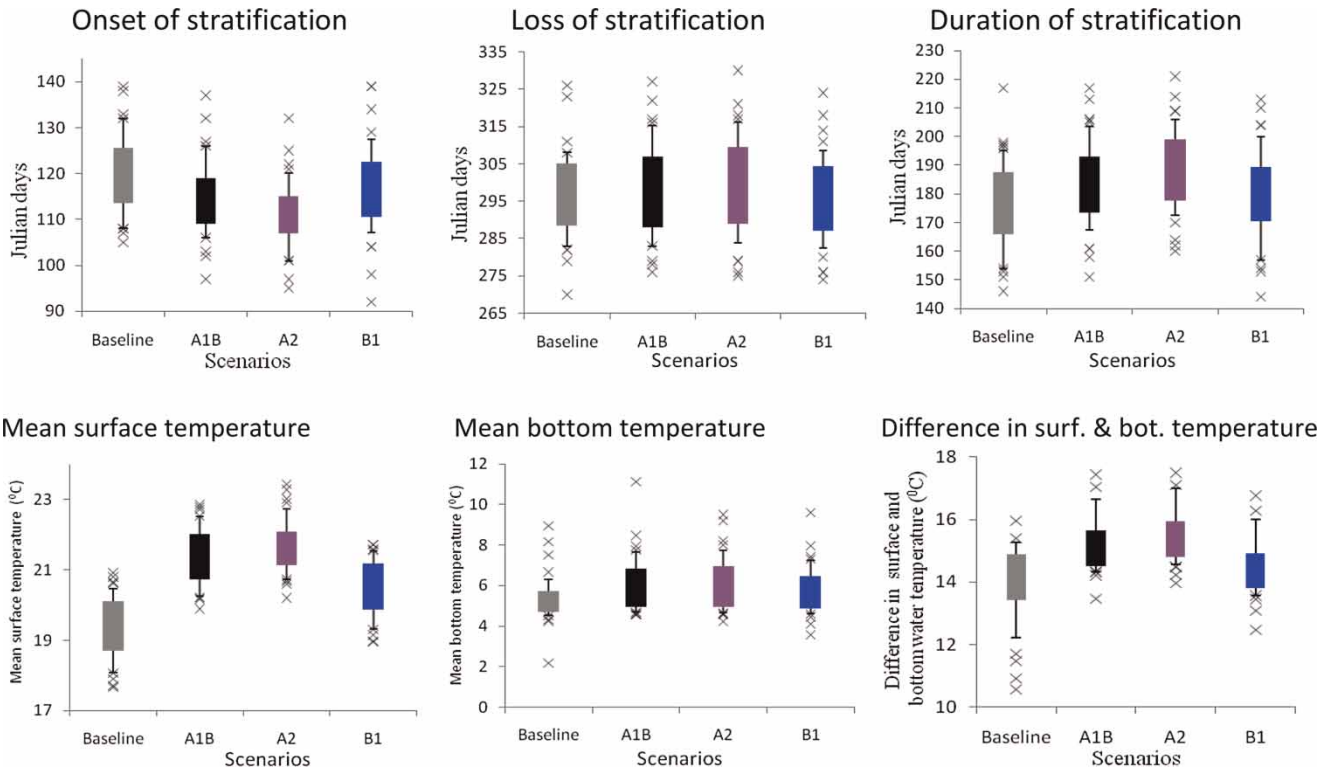 Onset of stratification
Julian days
140
130
120
110
100
90
Baseline A1B A2 B1
Scenarios
Loss of stratification
Julian days
335
325
315
305
295
285
275
265
Baseline A1B A2 B1
Scenarios
Duration of stratification
Julian days
230
220
210
200
190
180
170
160
150
140
Baseline A1B A2 B1
Scenarios
Mean surface temperature
Mean surface temperature (⁰C)
23
21
19
17
Baseline A1B A2 B1
Scenarios
Mean bottom temperature
Mean bottom temperature (⁰C)
12
10
8
6
4
2
0
Baseline A1B A2 B1
Scenarios
Difference in surf. & bot. temperature
Difference in surface and
bottom water temperature (⁰C)
18
16
14
12
10
Baseline A1B A2 B1
Scenarios